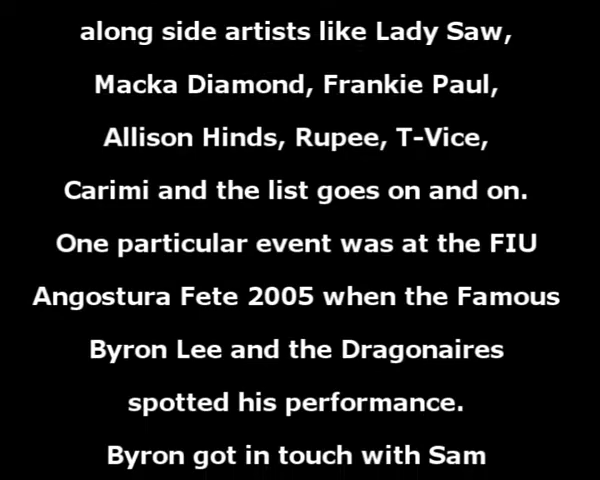 along side artists like Lady Saw,
Macka Diamond, Frankie Paul,
Allison Hinds, Rupee, T-Vice,
Carimi and the list goes on and on.
One particular event was at the FIU
Angostura Fete 2005 when the Famous
Byron Lee and the Dragonaires
spotted his performance.
Byron got in touch with Sam